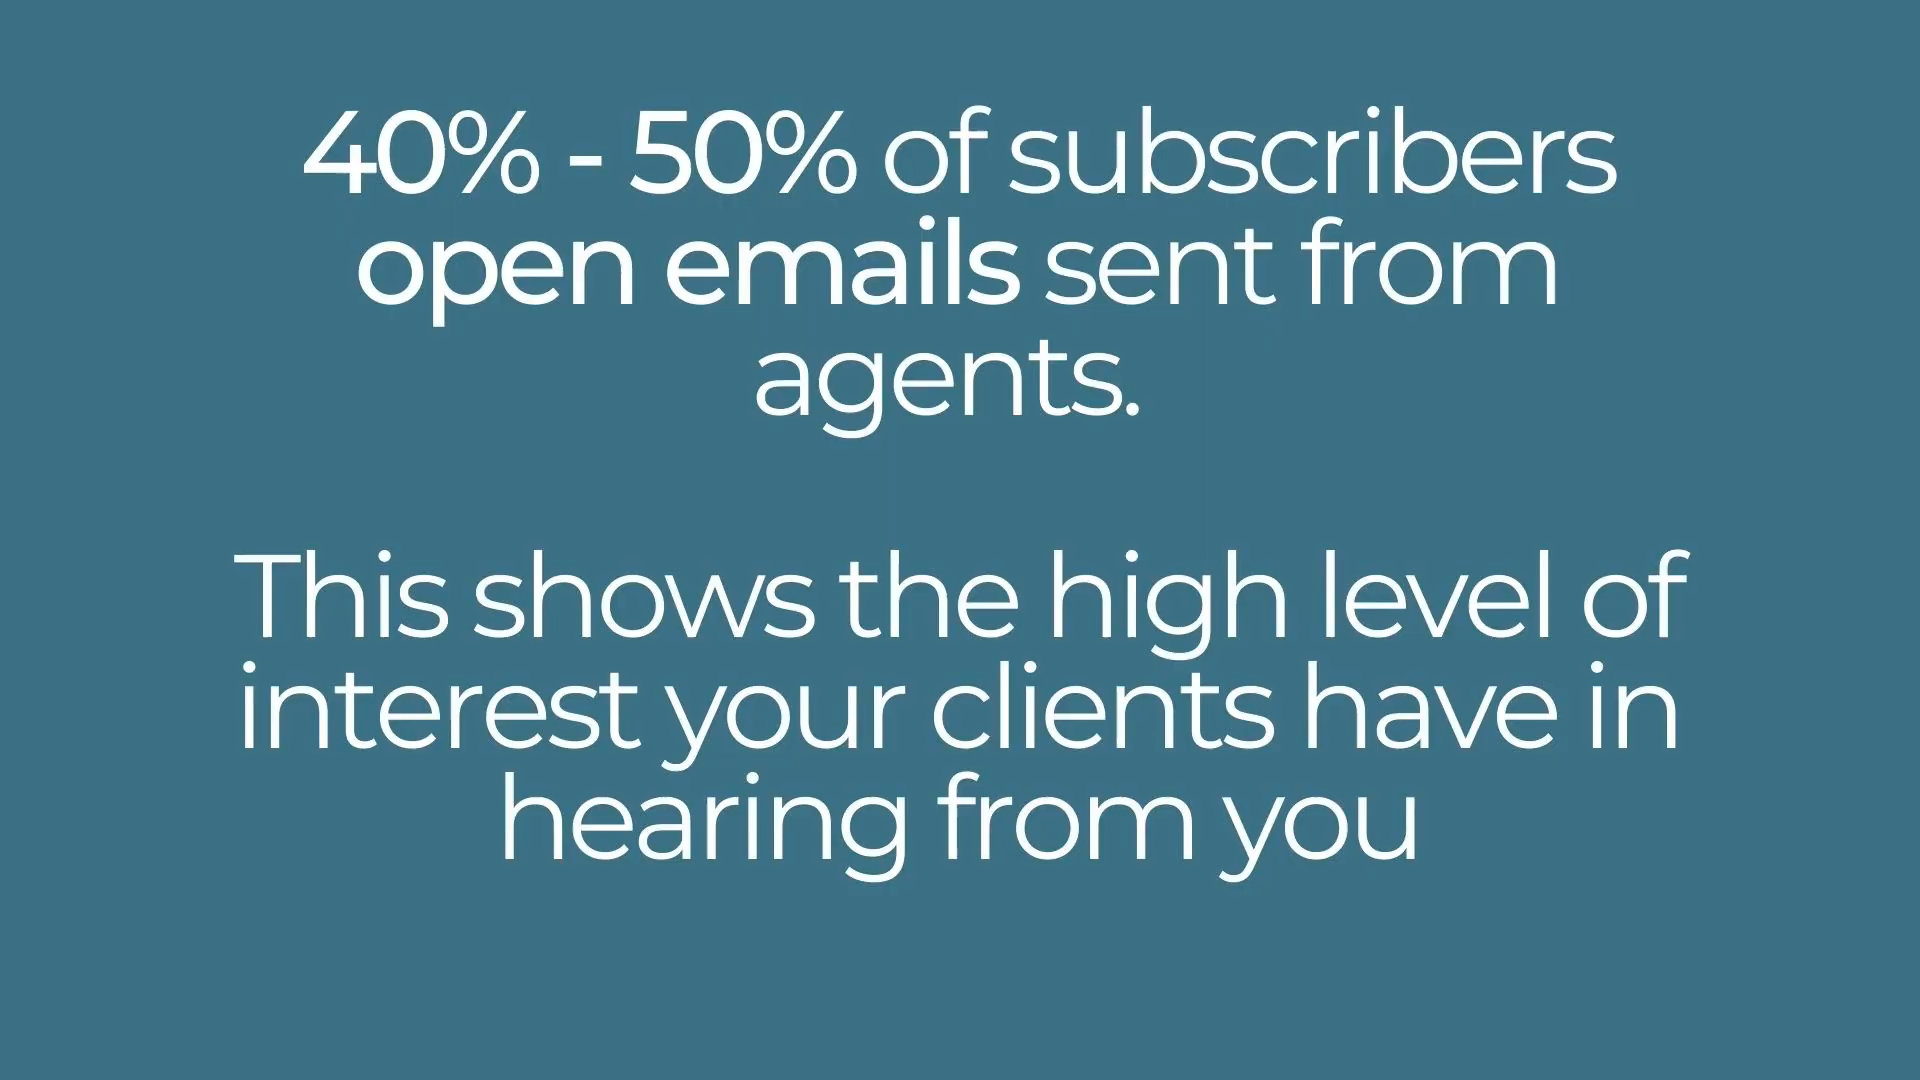 40% - 50% of subscribers
open emails sent from
agents.
This shows the high level of
interest your clients have in
hearing from you